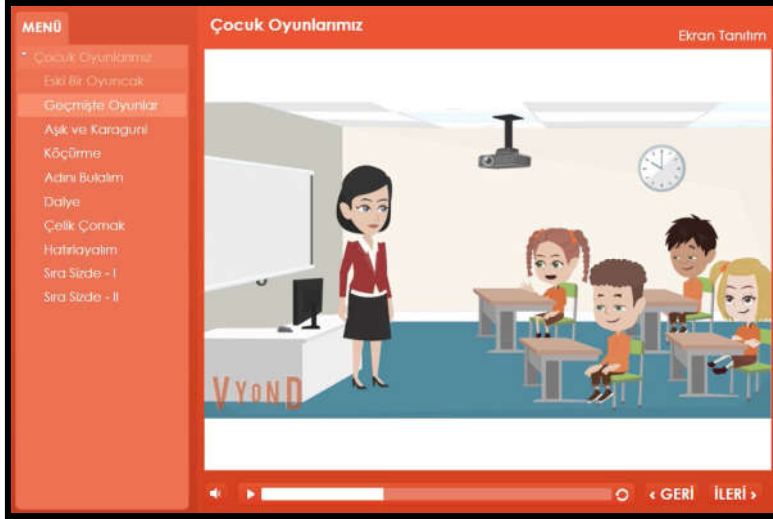 MENÜ
Çocuk Oyunlarımız
Ekran Tanıtım
Çocuk Oyunlarımız
Eski Bir Oyuncak
Geçmişte Oyunlar
Aşık ve Karaguni
Köçürme
Adını Bulalım
Dalye
Çelik Çomak
Hatırlayalım
Sıra Sizde - I
Sıra Sizde - II
VYOND
‹ GERİ İLERİ ›